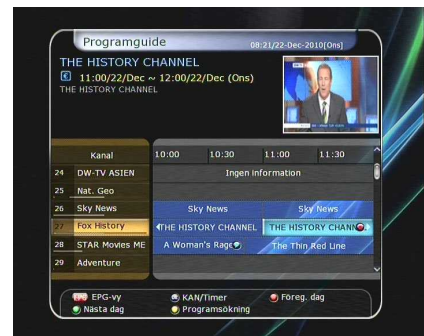 Programguide
08:21/22-Dec-2010[Ons]
THE HISTORY CHANNEL
€ 11:00/22/Dec ~ 12:00/22/Dec (Ons)
THE HISTORY CHANNEL
Kanal 10:00 10:30 11:00 11:30
24 DW-TV ASIEN Ingen information
25 Nat. Geo
26 Sky News Sky News Sky News
27 Fox History THE HISTORY CHANNEL THE HISTORY CHANN
28 STAR Movies ME A Woman's Rage The Thin Red Line
29 Adventure
EPG-vy KAN/Timer Föreg. dag
Nästa dag Programsökning